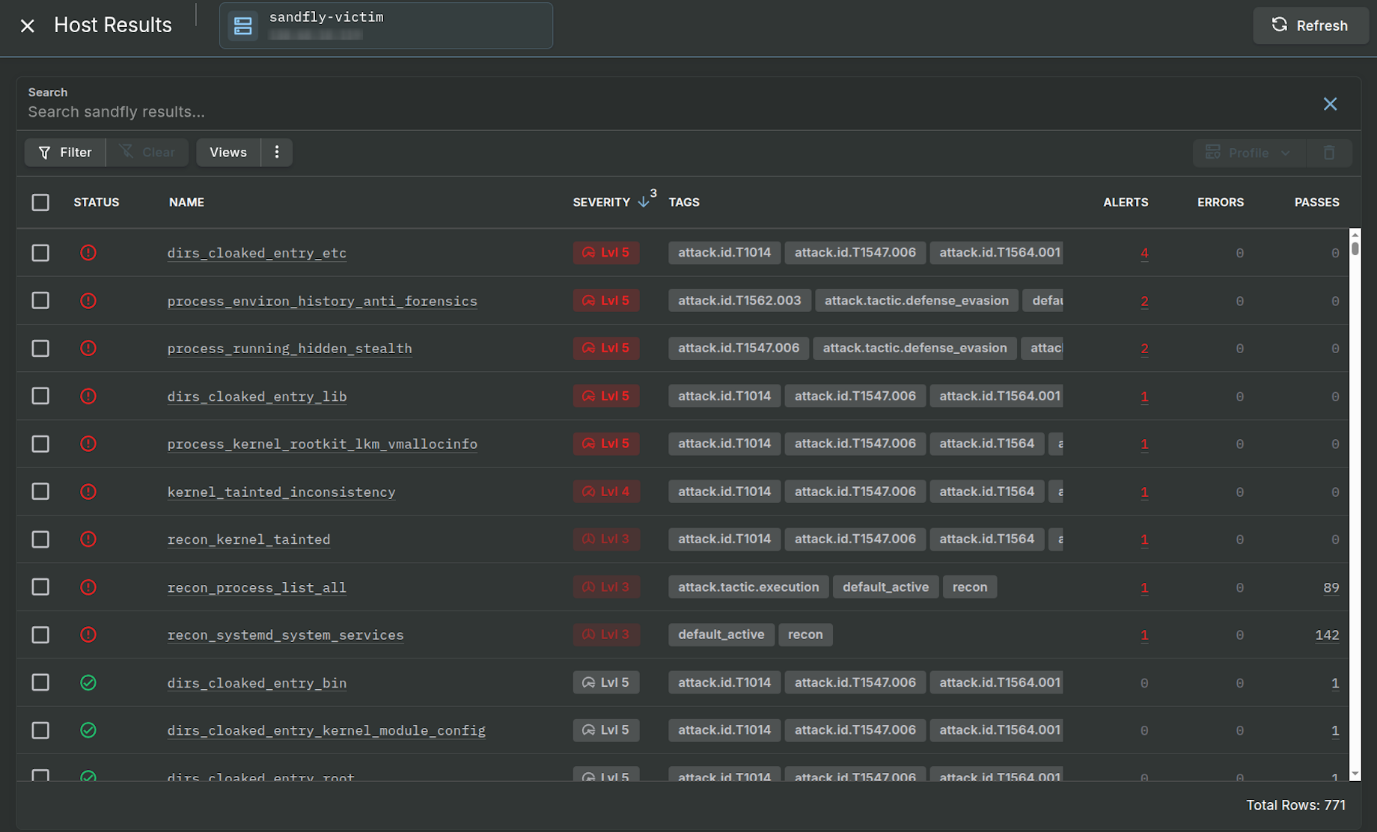 Host Results
sandfly-victim
Refresh
Search
Search sandfly results...
Filter Clear Views Profile
STATUS NAME SEVERITY 3 TAGS ALERTS ERRORS PASSES
dirs_cloaked_entry_etc Lvl 5 attack.id.T1014 attack.id.T1547.006 attack.id.T1564.001 4 0 0
process_environ_history_anti_forensics Lvl 5 attack.id.T1562.003 attack.tactic.defense_evasion defau 2 0 0
process_running_hidden_stealth Lvl 5 attack.id.T1547.006 attack.tactic.defense_evasion attac 2 0 0
dirs_cloaked_entry_lib Lvl 5 attack.id.T1014 attack.id.T1547.006 attack.id.T1564.001 1 0 0
process_kernel_rootkit_lkm_vmallocinfo Lvl 5 attack.id.T1014 attack.id.T1547.006 attack.id.T1564 a 1 0 0
kernel_tainted_inconsistency Lvl 4 attack.id.T1014 attack.id.T1547.006 attack.id.T1564 a 1 0 0
recon_kernel_tainted Lvl 3 attack.id.T1014 attack.id.T1547.006 attack.id.T1564 a 1 0 0
recon_process_list_all Lvl 3 attack.tactic.execution default_active recon 1 0 89
recon_systemd_system_services Lvl 3 default_active recon 1 0 142
dirs_cloaked_entry_bin Lvl 5 attack.id.T1014 attack.id.T1547.006 attack.id.T1564.001 0 0 1
dirs_cloaked_entry_kernel_module_config Lvl 5 attack.id.T1014 attack.id.T1547.006 attack.id.T1564.001 0 0 1
dirs_cloaked_entry_root Lvl 5 attack.id.T1014 attack.id.T1547.006 attack.id.T1564.001 0 0 1
Total Rows: 771